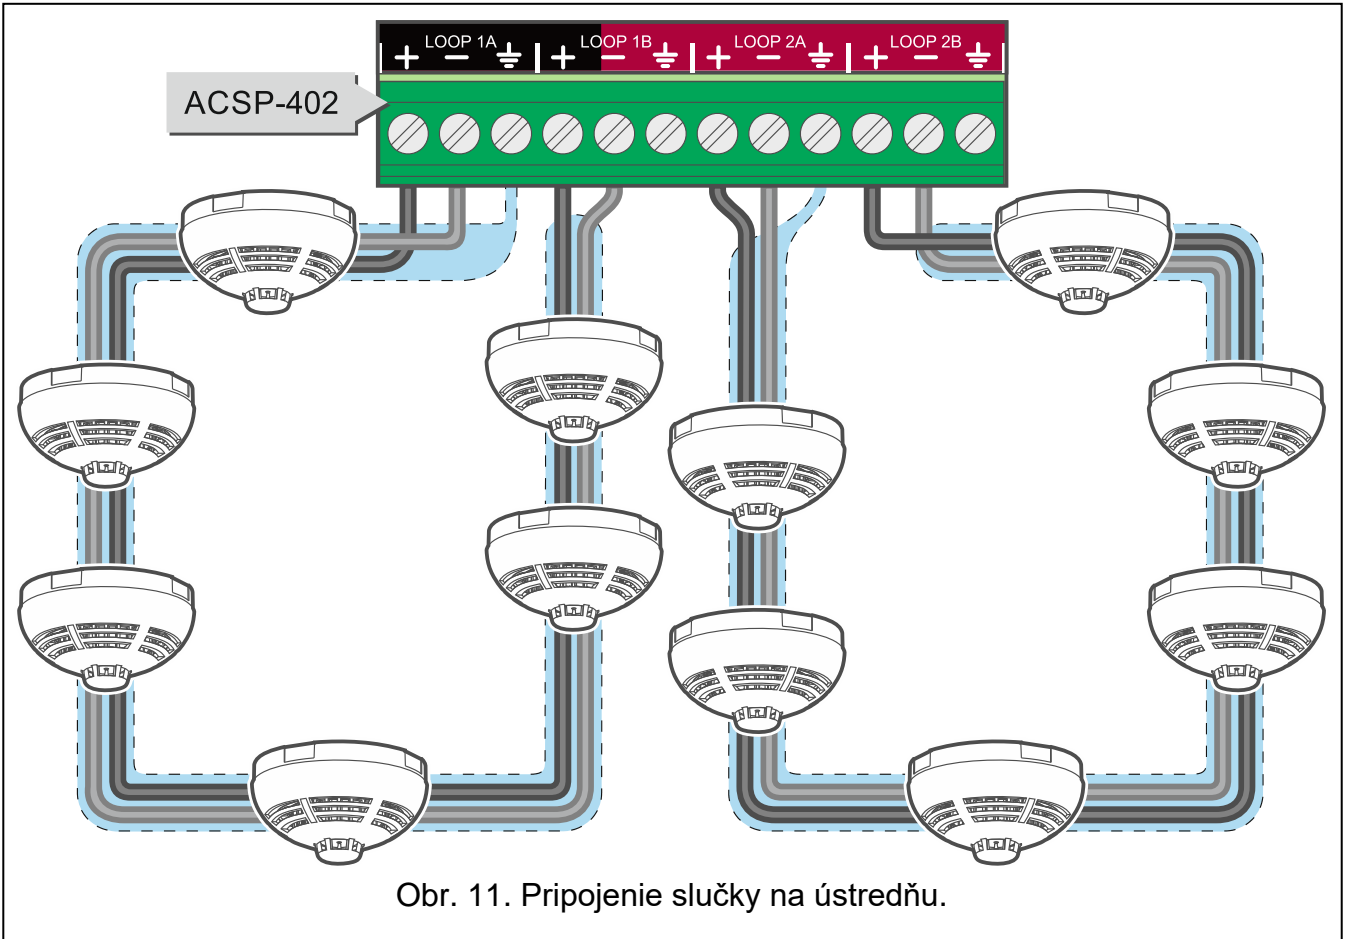 LOOP 1A LOOP 1B LOOP 2A LOOP 2B
+ − + − + − + −
ACSP-402
Obr. 11. Pripojenie slučky na ústredňu.